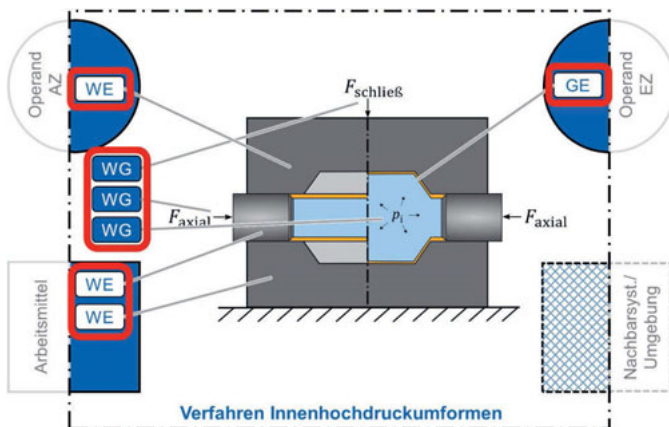 Operand
AZ
WE
WG
WG
WG
Arbeitsmittel
WE
WE
F_schließ
F_axial
p_i
F_axial
GE
Operand
EZ
Nachbarsyst./
Umgebung
Verfahren Innenhochdruckumformen